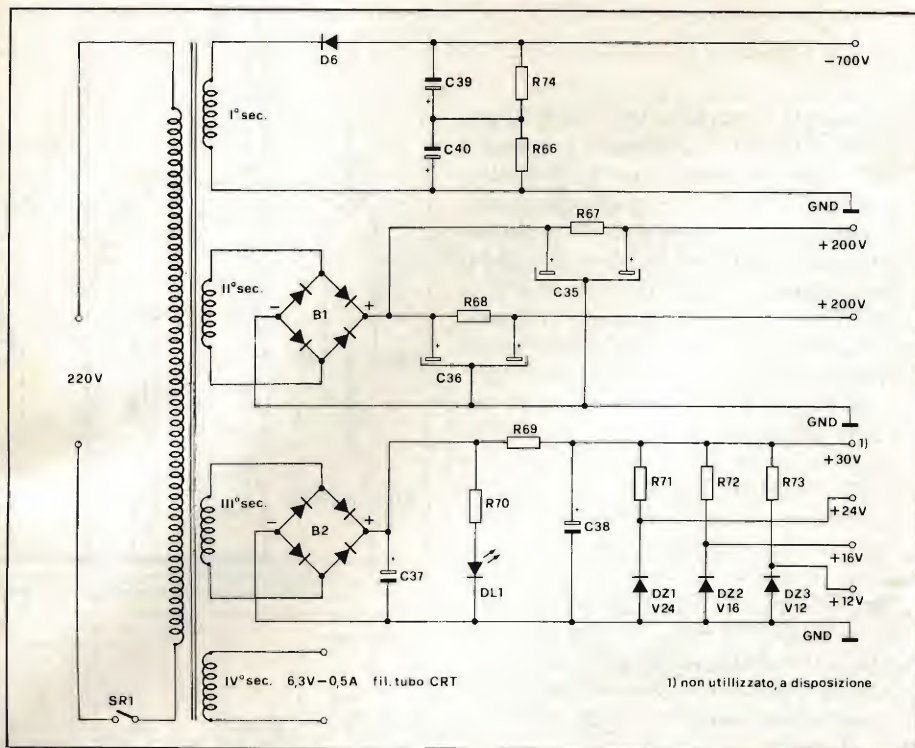 D6
-700V
C39
+
R74
I° sec.
C40
+
R66
GND
R67
+200V
+
+
C35
II° sec.
-
B1
+
R68
+200V
+
+
C36
220V
GND
R69
1)
+30V
R71
R72
R73
R70
+24V
III° sec.
-
B2
+
+
C37
+
C38
+16V
DL1
DZ1
V24
DZ2
V16
DZ3
V12
+12V
GND
SR1
IV° sec. 6,3V-0,5A fil. tubo CRT
1) non utillizzato, a disposizione